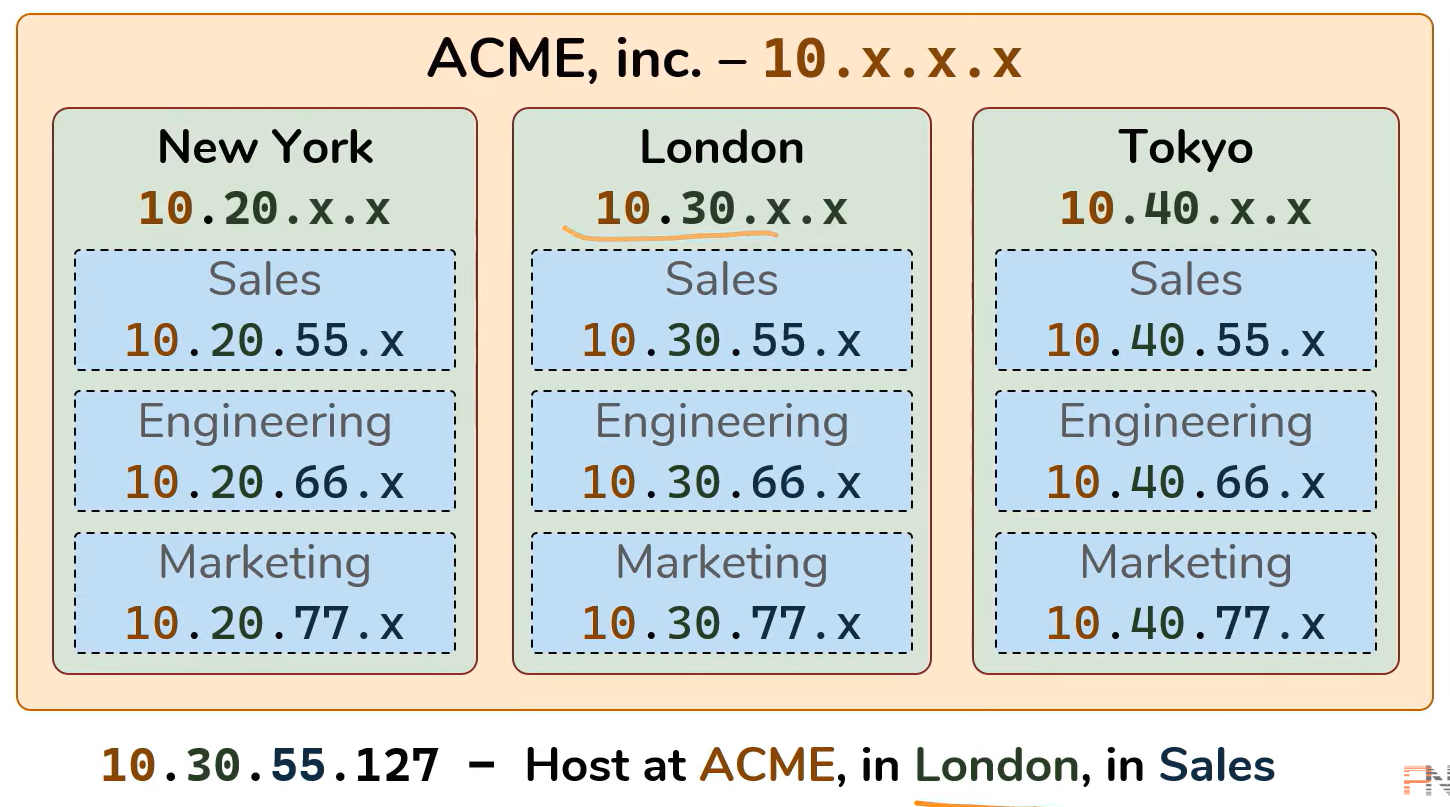 ACME, inc. – 10.x.x.x
New York
10.20.x.x
Sales
10.20.55.x
Engineering
10.20.66.x
Marketing
10.20.77.x
London
10.30.x.x
Sales
10.30.55.x
Engineering
10.30.66.x
Marketing
10.30.77.x
Tokyo
10.40.x.x
Sales
10.40.55.x
Engineering
10.40.66.x
Marketing
10.40.77.x
10.30.55.127 – Host at ACME, in London, in Sales